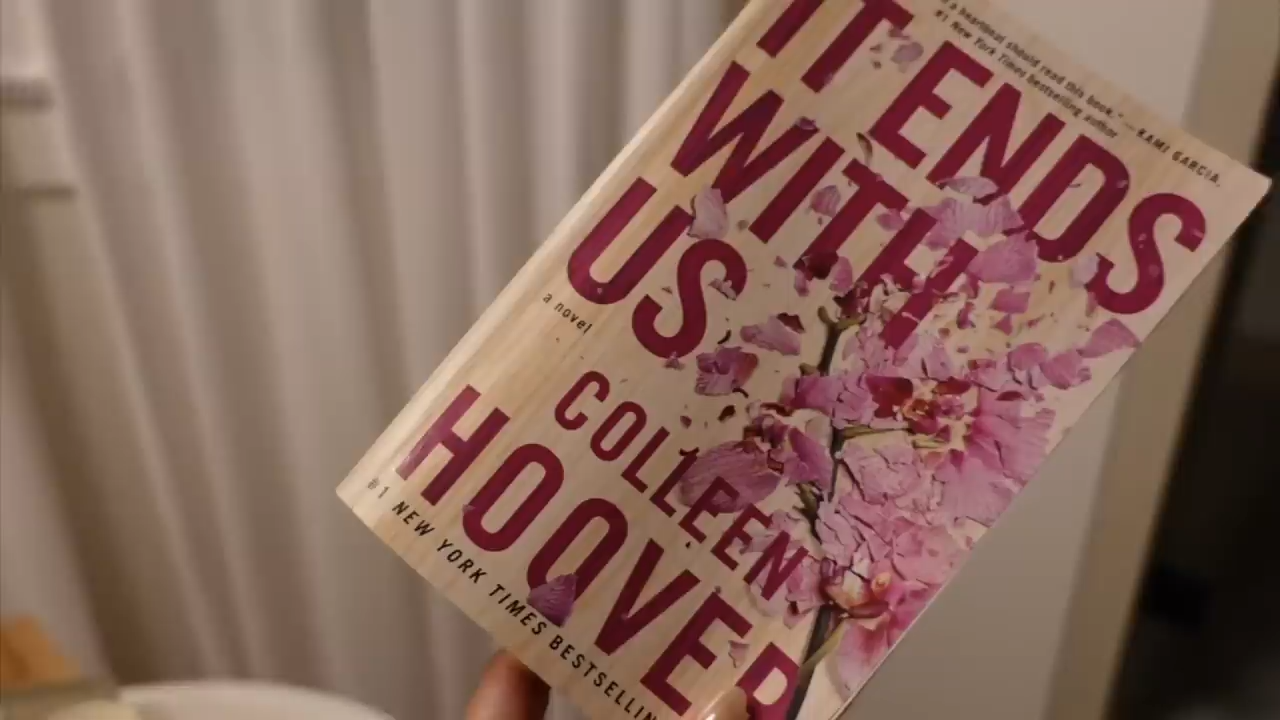 a heartbeat should read this book." — KAMI GARCIA,
#1 New York Times bestselling author
IT ENDS
WITH
US
a novel
COLLEEN
HOOVER
#1 NEW YORK TIMES BESTSELLIN